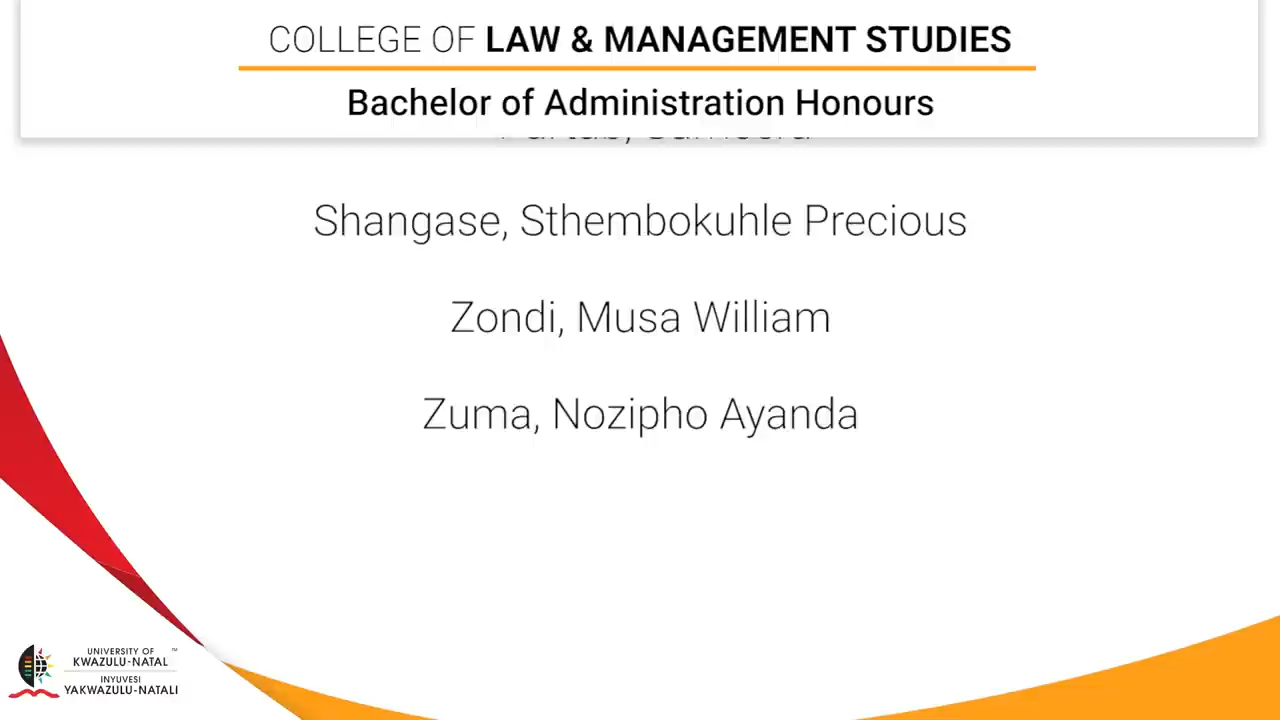 COLLEGE OF LAW & MANAGEMENT STUDIES
Bachelor of Administration Honours
Shangase, Sthembokuhle Precious
Zondi, Musa William
Zuma, Nozipho Ayanda
UNIVERSITY OF ™
KWAZULU-NATAL
INYUVESI
YAKWAZULU-NATALI